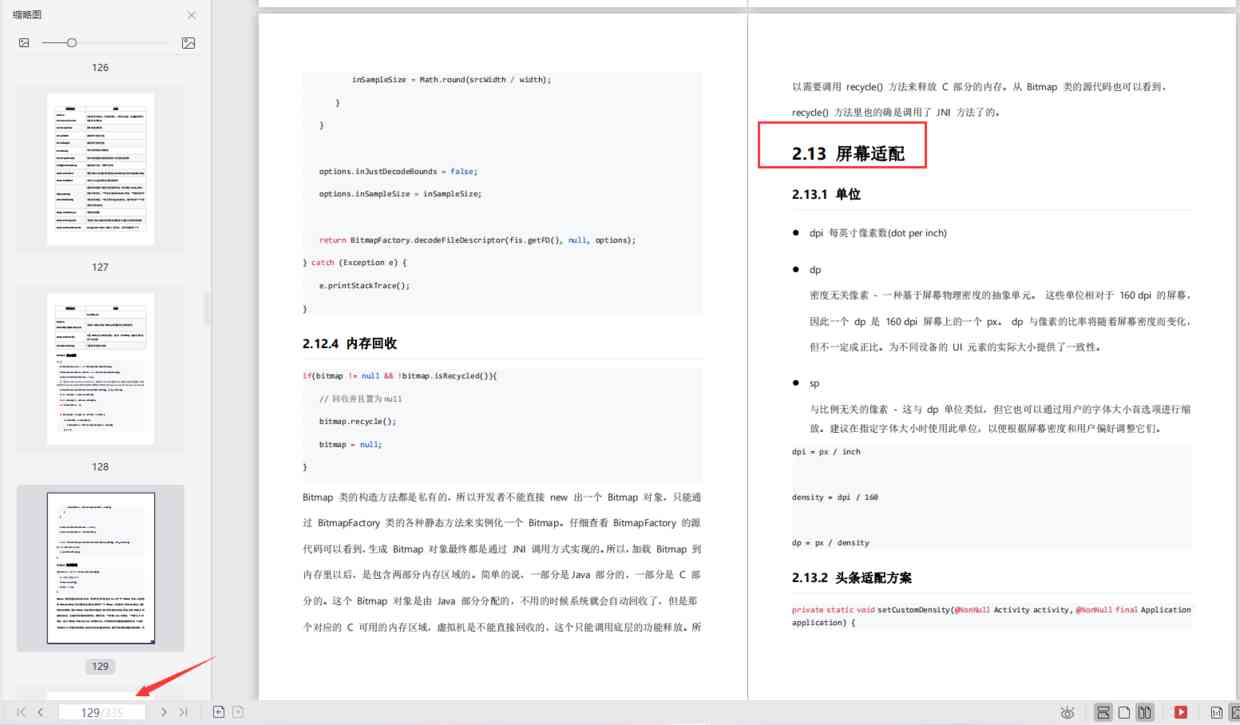 缩略图
126
127
128
129
129/335
inSampleSize = Math.round(srcWidth / width);
}
}
options.inJustDecodeBounds = false;
options.inSampleSize = inSampleSize;
return BitmapFactory.decodeFileDescriptor(fis.getFD(), null, options);
} catch (Exception e) {
e.printStackTrace();
}
2.12.4 内存回收
if(bitmap != null && !bitmap.isRecycled()){
// 回收并且置为null
bitmap.recycle();
bitmap = null;
}
Bitmap 类的构造方法都是私有的，所以开发者不能直接 new 出一个 Bitmap 对象，只能通
过 BitmapFactory 类的各种静态方法来实例化一个 Bitmap。仔细查看 BitmapFactory 的源
代码可以看到，生成 Bitmap 对象最终都是通过 JNI 调用方式实现的。所以，加载 Bitmap 到
内存里以后，是包含两部分内存区域的。简单的说，一部分是Java 部分的，一部分是 C 部
分的。这个 Bitmap 对象是由 Java 部分分配的，不用的时候系统就会自动回收了，但是那
个对应的 C 可用的内存区域，虚拟机是不能直接回收的，这个只能调用底层的功能释放。所
以需要调用 recycle() 方法来释放 C 部分的内存。从 Bitmap 类的源代码也可以看到，
recycle() 方法里也的确是调用了 JNI 方法了的。
2.13 屏幕适配
2.13.1 单位
● dpi 每英寸像素数(dot per inch)
● dp
密度无关像素 - 一种基于屏幕物理密度的抽象单元。 这些单位相对于 160 dpi 的屏幕，
因此一个 dp 是 160 dpi 屏幕上的一个 px。 dp 与像素的比率将随着屏幕密度而变化，
但不一定成正比。为不同设备的 UI 元素的实际大小提供了一致性。
● sp
与比例无关的像素 - 这与 dp 单位类似，但它也可以通过用户的字体大小首选项进行缩
放。建议在指定字体大小时使用此单位，以便根据屏幕密度和用户偏好调整它们。
dpi = px / inch
density = dpi / 160
dp = px / density
2.13.2 头条适配方案
private static void setCustomDensity(@NonNull Activity activity, @NonNull final Application
application) {